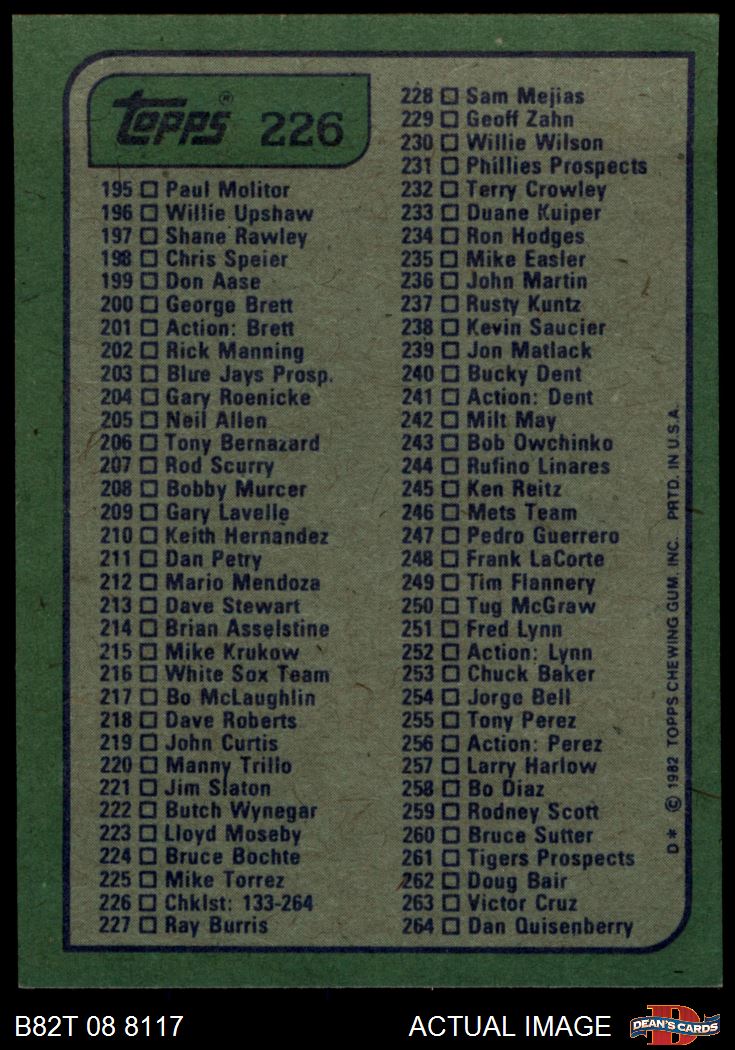 Topps® 226
195 Paul Molitor
196 Willie Upshaw
197 Shane Rawley
198 Chris Speier
199 Don Aase
200 George Brett
201 Action: Brett
202 Rick Manning
203 Blue Jays Prosp.
204 Gary Roenicke
205 Neil Allen
206 Tony Bernazard
207 Rod Scurry
208 Bobby Murcer
209 Gary Lavelle
210 Keith Hernandez
211 Dan Petry
212 Mario Mendoza
213 Dave Stewart
214 Brian Asselstine
215 Mike Krukow
216 White Sox Team
217 Bo McLaughlin
218 Dave Roberts
219 John Curtis
220 Manny Trillo
221 Jim Slaton
222 Butch Wynegar
223 Lloyd Moseby
224 Bruce Bochte
225 Mike Torrez
226 Chklst: 133-264
227 Ray Burris
228 Sam Mejias
229 Geoff Zahn
230 Willie Wilson
231 Phillies Prospects
232 Terry Crowley
233 Duane Kuiper
234 Ron Hodges
235 Mike Easler
236 John Martin
237 Rusty Kuntz
238 Kevin Saucier
239 Jon Matlack
240 Bucky Dent
241 Action: Dent
242 Milt May
243 Bob Owchinko
244 Rufino Linares
245 Ken Reitz
246 Mets Team
247 Pedro Guerrero
248 Frank LaCorte
249 Tim Flannery
250 Tug McGraw
251 Fred Lynn
252 Action: Lynn
253 Chuck Baker
254 Jorge Bell
255 Tony Perez
256 Action: Perez
257 Larry Harlow
258 Bo Diaz
259 Rodney Scott
260 Bruce Sutter
261 Tigers Prospects
262 Doug Bair
263 Victor Cruz
264 Dan Quisenberry
D* © 1982 TOPPS CHEWING GUM. INC. PRTD. IN U.S.A.
B82T 08 8117
ACTUAL IMAGE
DEAN'S CARDS